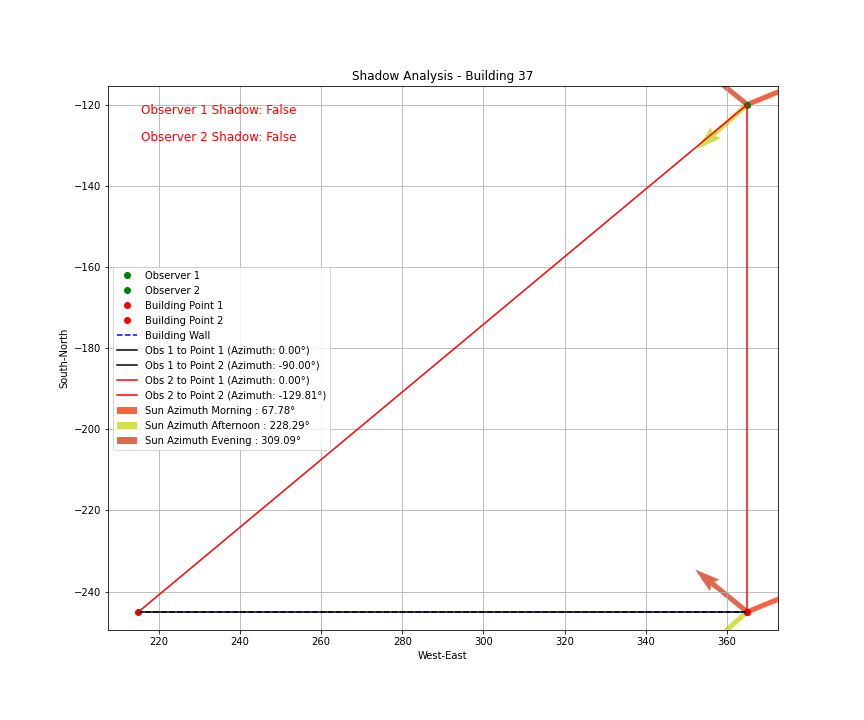 Shadow Analysis - Building 37
Observer 1 Shadow: False
Observer 2 Shadow: False
−120
−140
−160
−180
−200
−220
−240
South-North
Observer 1
Observer 2
Building Point 1
Building Point 2
Building Wall
Obs 1 to Point 1 (Azimuth: 0.00°)
Obs 1 to Point 2 (Azimuth: -90.00°)
Obs 2 to Point 1 (Azimuth: 0.00°)
Obs 2 to Point 2 (Azimuth: -129.81°)
Sun Azimuth Morning : 67.78°
Sun Azimuth Afternoon : 228.29°
Sun Azimuth Evening : 309.09°
220 240 260 280 300 320 340 360
West-East